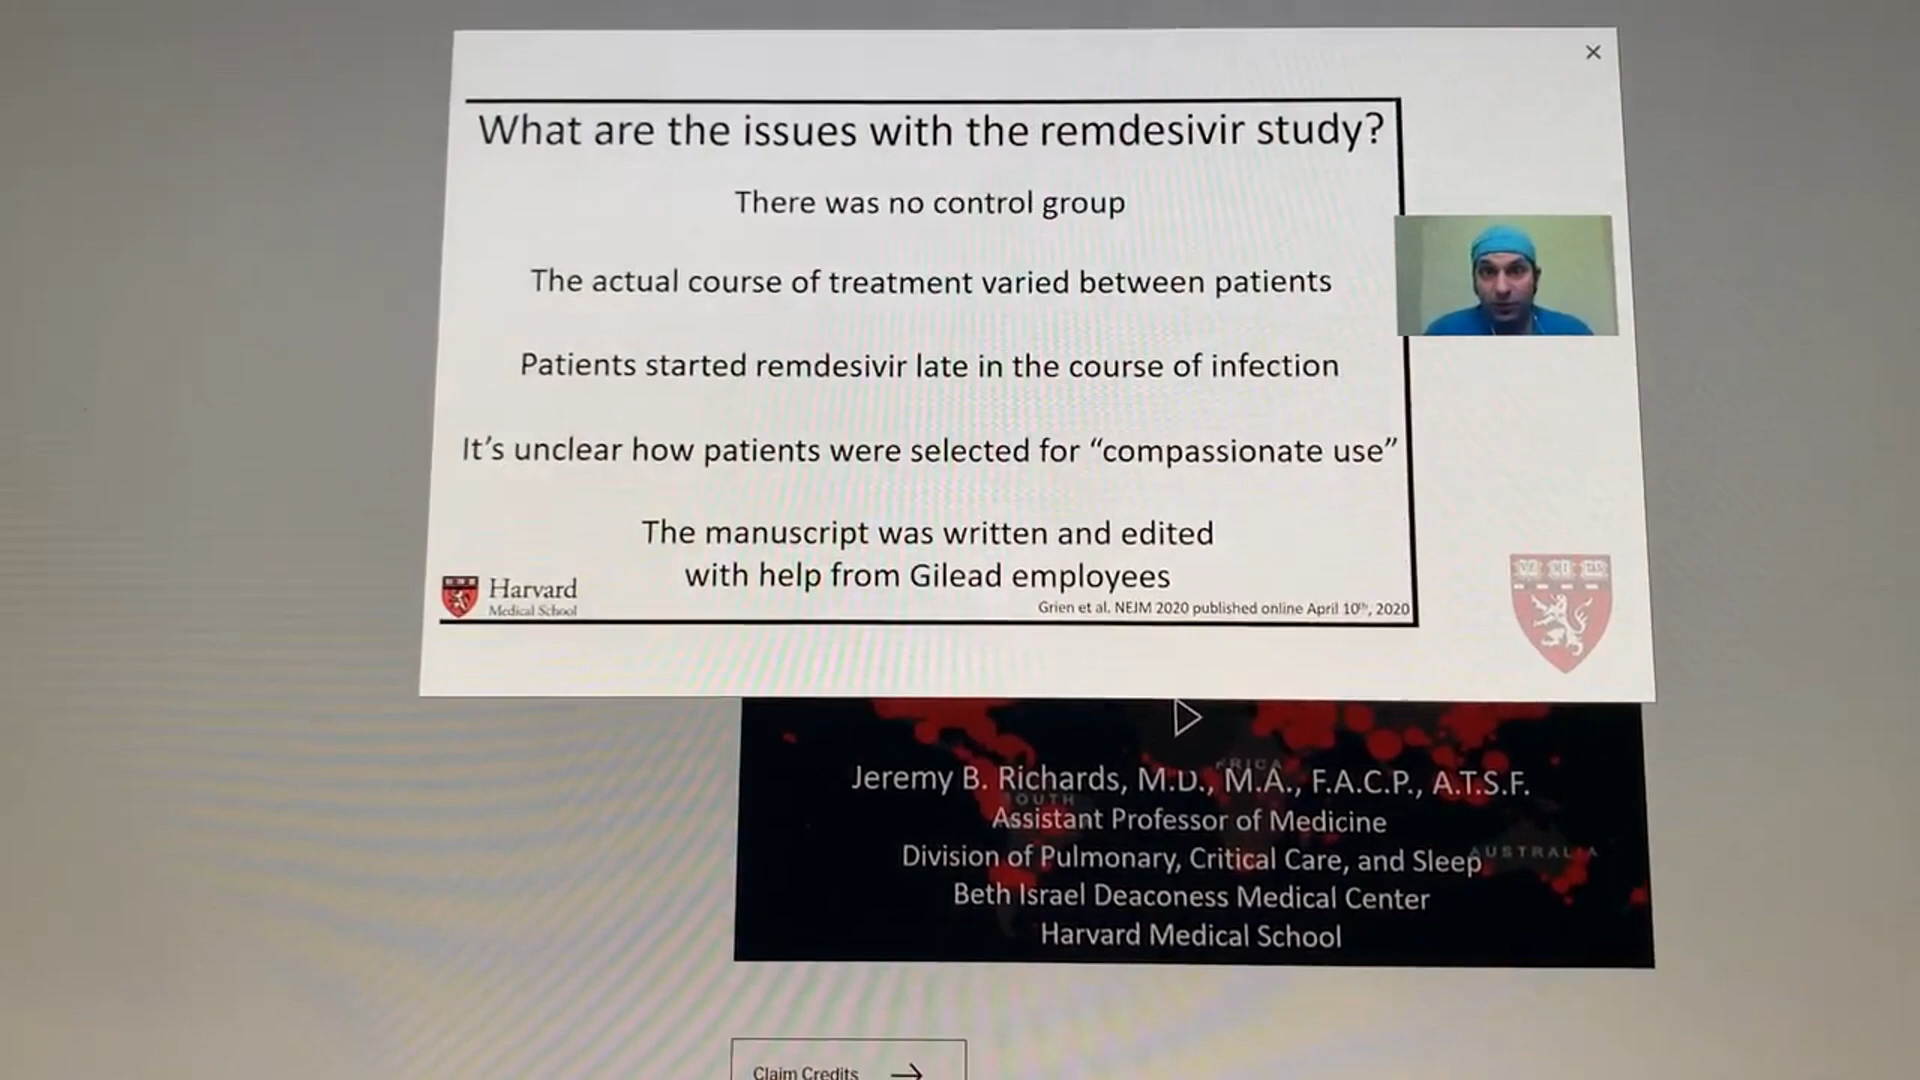 What are the issues with the remdesivir study?
There was no control group
The actual course of treatment varied between patients
Patients started remdesivir late in the course of infection
It’s unclear how patients were selected for “compassionate use”
The manuscript was written and edited
with help from Gilead employees
Harvard
Medical School
Grien et al. NEJM 2020 published online April 10th, 2020
Jeremy B. Richards, M.D., M.A., F.A.C.P., A.T.S.F.
Assistant Professor of Medicine
Division of Pulmonary, Critical Care, and Sleep
AUSTRALIA
Beth Israel Deaconess Medical Center
Harvard Medical School
Claim Credits